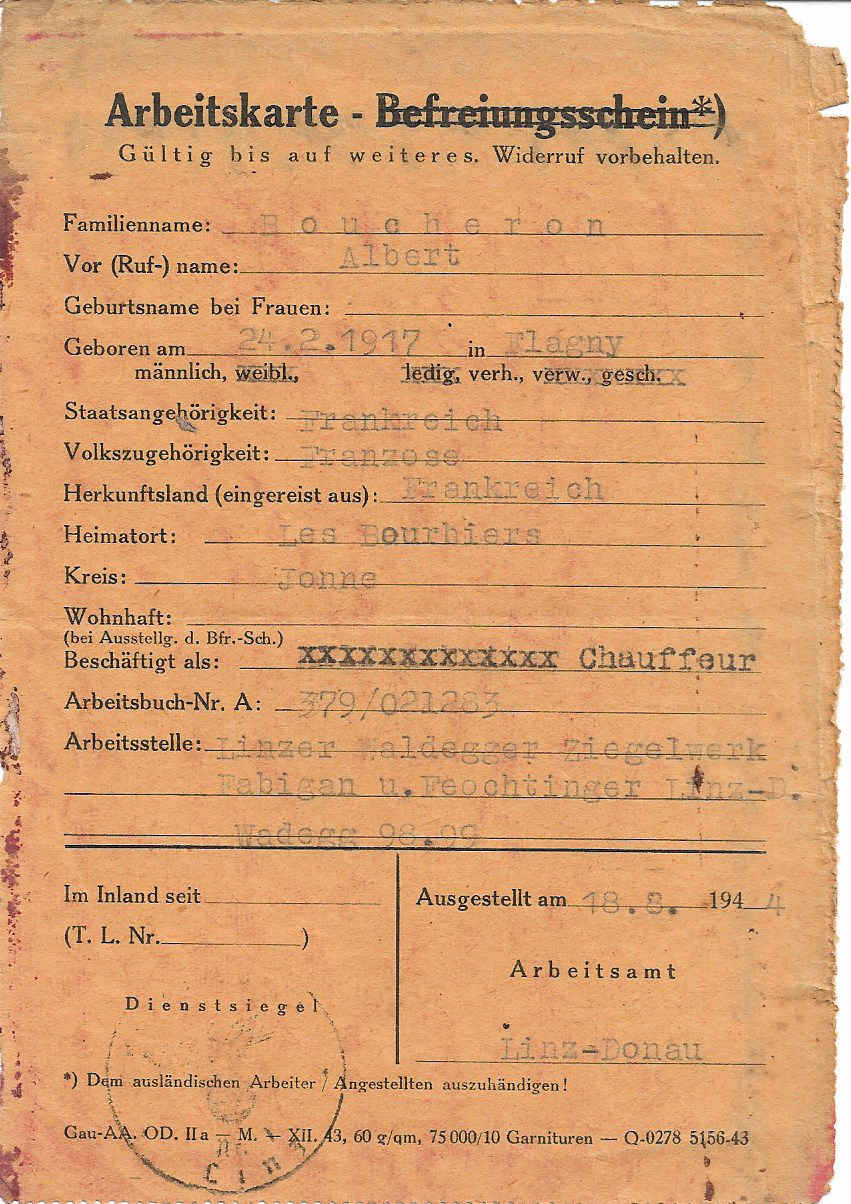 Arbeitskarte - Befreiungsschein*)
Gültig bis auf weiteres. Widerruf vorbehalten.
Familienname: Boucheron
Vor (Ruf-) name: Albert
Geburtsname bei Frauen:
Geboren am 24.2.1917 in Flagny
männlich, weibl., ledig, verh., verw., gesch.
Staatsangehörigkeit: Frankreich
Volkszugehörigkeit: Franzose
Herkunftsland (eingereist aus): Frankreich
Heimatort: Les Bourhiers
Kreis: Jonne
Wohnhaft:
(bei Ausstellg. d. Bfr.-Sch.)
Beschäftigt als: xxxxxxxxxxxxx Chauffeur
Arbeitsbuch-Nr. A: 379/021283
Arbeitsstelle: Linzer Waldegger Ziegelwerk
Fabigan u. Feochtinger Linz-D.
Wadegg 98.99
Im Inland seit
(T. L. Nr. )
Ausgestellt am 18.8. 1944
Arbeitsamt
Dienstsiegel
Linz-Donau
*) Dem ausländischen Arbeiter / Angestellten auszuhändigen!
Gau-AA. OD. II a — M. — XII. 43, 60 g/qm, 75 000/10 Garnituren — Q-0278 5156-43
Linz